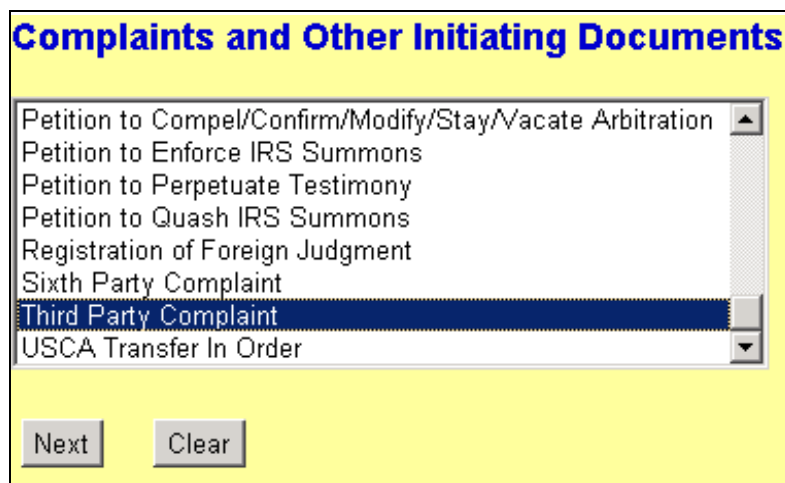 Complaints and Other Initiating Documents
Petition to Compel/Confirm/Modify/Stay/Vacate Arbitration
Petition to Enforce IRS Summons
Petition to Perpetuate Testimony
Petition to Quash IRS Summons
Registration of Foreign Judgment
Sixth Party Complaint
Third Party Complaint
USCA Transfer In Order
Next Clear